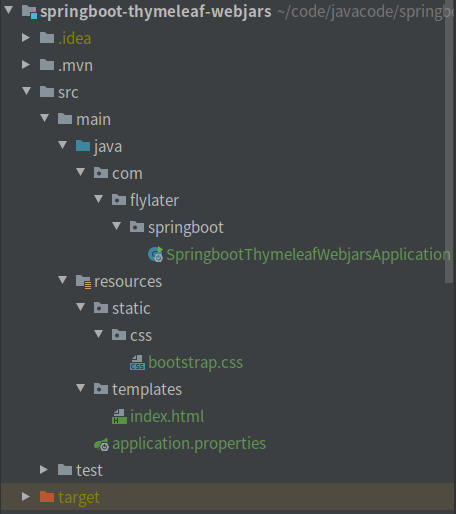 springboot-thymeleaf-webjars ~/code/javacode/springbo
.idea
.mvn
src
main
java
com
flylater
springboot
SpringbootThymeleafWebjarsApplication
resources
static
css
bootstrap.css
templates
index.html
application.properties
test
target